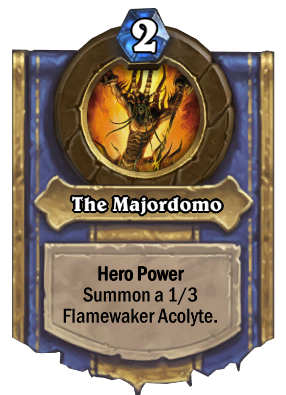 2
The Majordomo
Hero Power
Summon a 1/3
Flamewaker Acolyte.